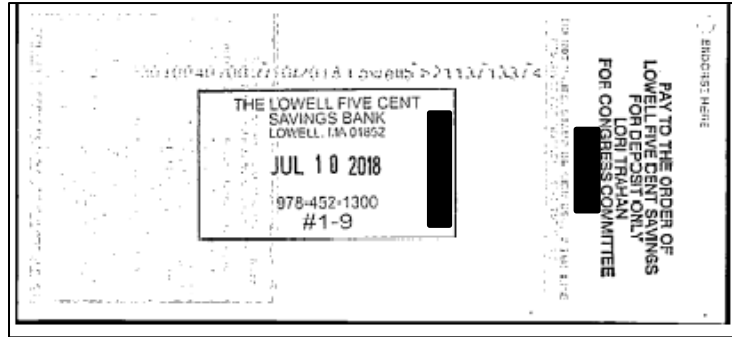 THE LOWELL FIVE CENT
SAVINGS BANK
LOWELL, MA 01852
JUL 10 2018
978-452-1300
#1-9
ENDORSE HERE
PAY TO THE ORDER OF
LOWELL FIVE CENT SAVINGS
FOR DEPOSIT ONLY
LORI TRAHAN
FOR CONGRESS COMMITTEE